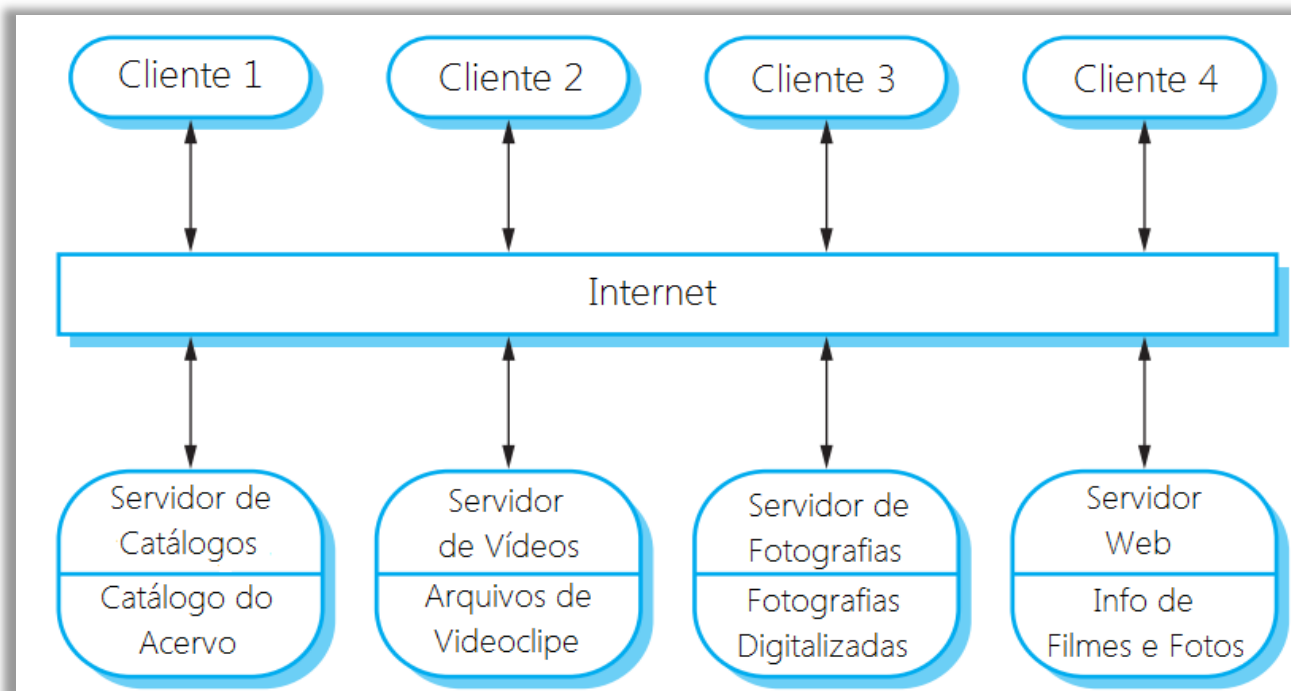 Cliente 1
Cliente 2
Cliente 3
Cliente 4
Internet
Servidor de
Catálogos
Catálogo do
Acervo
Servidor
de Vídeos
Arquivos de
Videoclipe
Servidor de
Fotografias
Fotografias
Digitalizadas
Servidor
Web
Info de
Filmes e Fotos